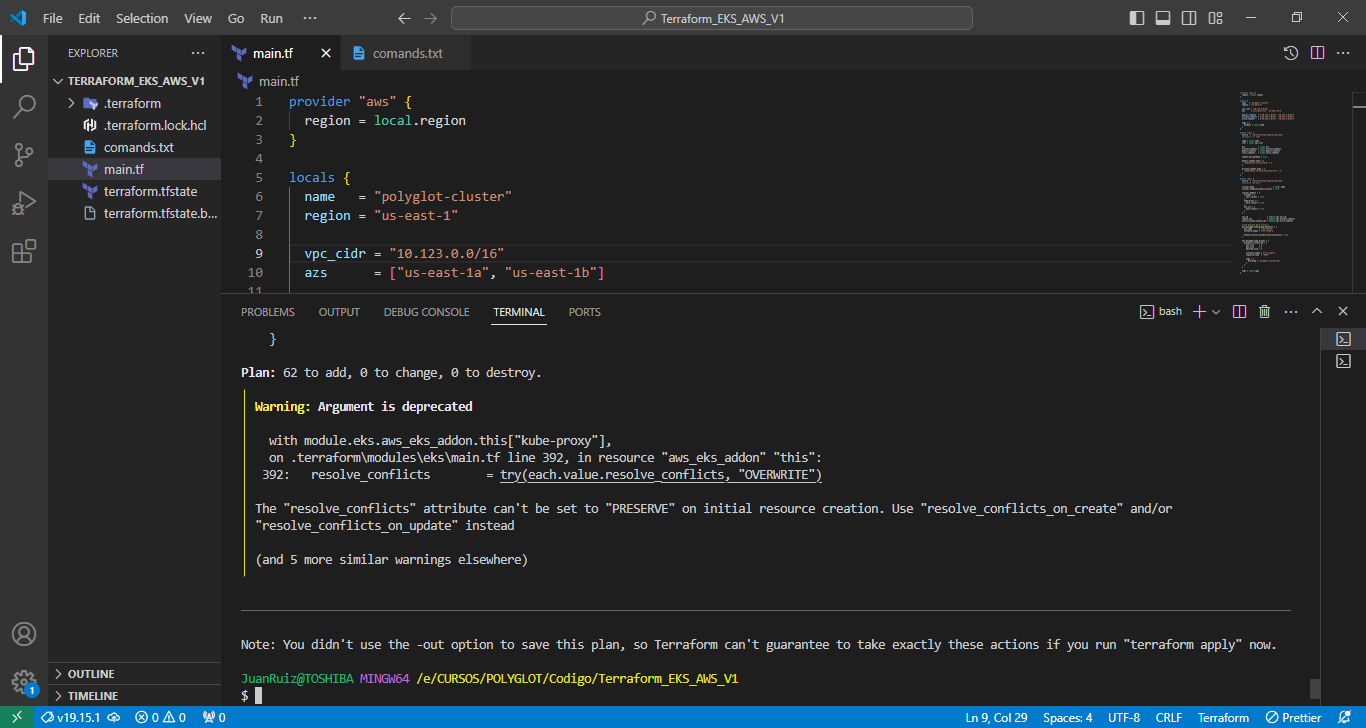 File Edit Selection View Go Run ··· Terraform_EKS_AWS_V1
EXPLORER ···
TERRAFORM_EKS_AWS_V1
.terraform
.terraform.lock.hcl
comands.txt
main.tf
terraform.tfstate
terraform.tfstate.b...
OUTLINE
TIMELINE
main.tf comands.txt
main.tf
1 provider "aws" {
2 region = local.region
3 }
4
5 locals {
6 name   = "polyglot-cluster"
7 region = "us-east-1"
8
9 vpc_cidr = "10.123.0.0/16"
10 azs      = ["us-east-1a", "us-east-1b"]
11
PROBLEMS OUTPUT DEBUG CONSOLE TERMINAL PORTS bash
}
Plan: 62 to add, 0 to change, 0 to destroy.
Warning: Argument is deprecated
with module.eks.aws_eks_addon.this["kube-proxy"],
on .terraform\modules\eks\main.tf line 392, in resource "aws_eks_addon" "this":
392:   resolve_conflicts        = try(each.value.resolve_conflicts, "OVERWRITE")
The "resolve_conflicts" attribute can't be set to "PRESERVE" on initial resource creation. Use "resolve_conflicts_on_create" and/or
"resolve_conflicts_on_update" instead
(and 5 more similar warnings elsewhere)
Note: You didn't use the -out option to save this plan, so Terraform can't guarantee to take exactly these actions if you run "terraform apply" now.
JuanRuiz@TOSHIBA MINGW64 /e/CURSOS/POLYGLOT/Codigo/Terraform_EKS_AWS_V1
$
1
v19.15.1 0 0 0 Ln 9, Col 29 Spaces: 4 UTF-8 CRLF Terraform Prettier